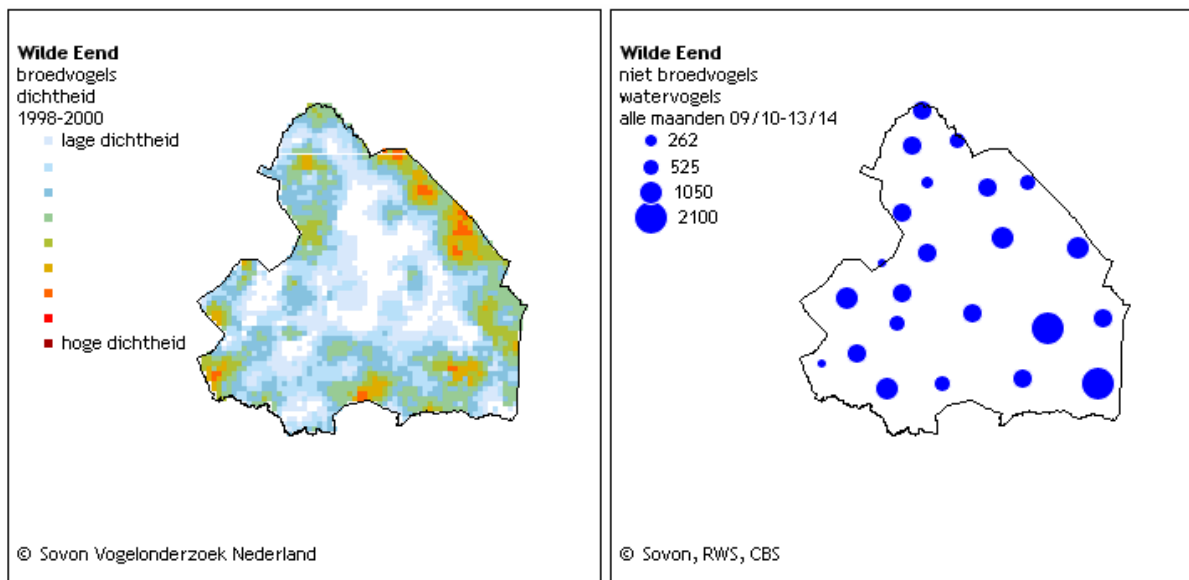 Wilde Eend
broedvogels
dichtheid
1998-2000
lage dichtheid
hoge dichtheid
© Sovon Vogelonderzoek Nederland
Wilde Eend
niet broedvogels
watervogels
alle maanden 09/10-13/14
262
525
1050
2100
© Sovon, RWS, CBS